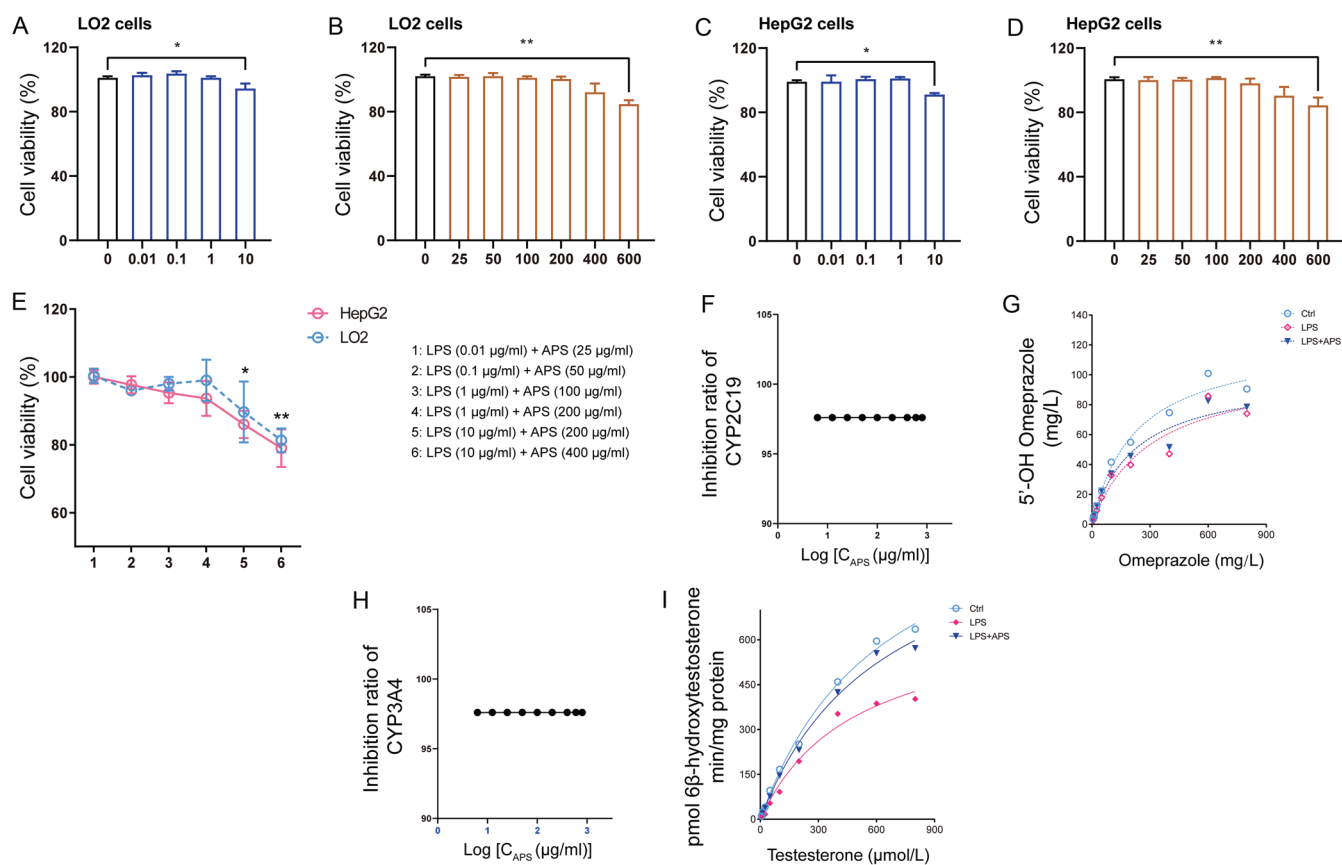 A
LO2 cells
*
Cell viability (%)
120
80
40
0
0 0.01 0.1 1 10
B
LO2 cells
**
Cell viability (%)
120
80
40
0
0 25 50 100 200 400 600
C
HepG2 cells
*
Cell viability (%)
120
80
40
0
0 0.01 0.1 1 10
D
HepG2 cells
**
Cell viability (%)
120
80
40
0
0 25 50 100 200 400 600
E
Cell viability (%)
120
100
80
60
1 2 3 4 5 6
*
**
HepG2
LO2
1: LPS (0.01 μg/ml) + APS (25 μg/ml)
2: LPS (0.1 μg/ml) + APS (50 μg/ml)
3: LPS (1 μg/ml) + APS (100 μg/ml)
4: LPS (1 μg/ml) + APS (200 μg/ml)
5: LPS (10 μg/ml) + APS (200 μg/ml)
6: LPS (10 μg/ml) + APS (400 μg/ml)
F
Inhibition ratio of
CYP2C19
105
100
95
90
0 1 2 3
Log [CAPS (μg/ml)]
G
5’-OH Omeprazole
(mg/L)
140
120
100
80
60
40
20
0
0 300 600 900
Omeprazole (mg/L)
Ctrl
LPS
LPS+APS
H
Inhibition ratio of
CYP3A4
105
100
95
90
0 1 2 3
Log [CAPS (μg/ml)]
I
pmol 6β-hydroxytestosterone
min/mg protein
600
450
300
150
0
0 300 600 900
Testesterone (μmol/L)
Ctrl
LPS
LPS+APS